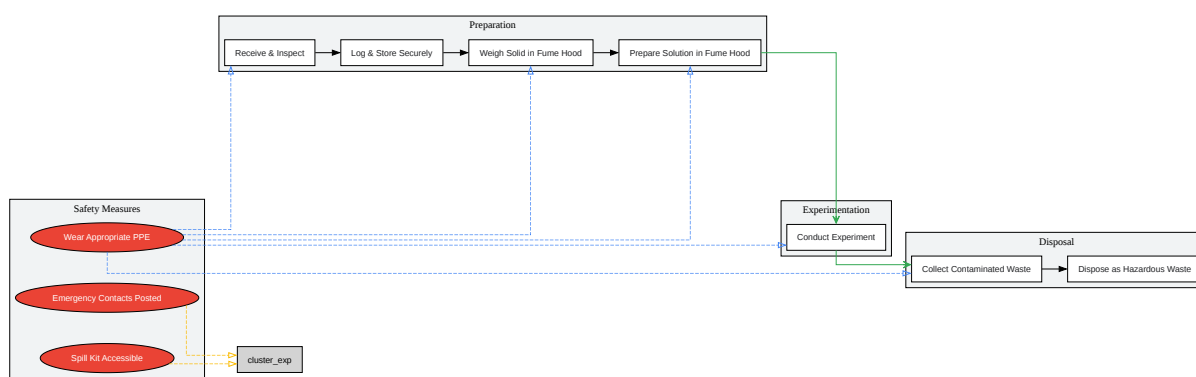 Preparation
Receive & Inspect
Log & Store Securely
Weigh Solid in Fume Hood
Prepare Solution in Fume Hood
Safety Measures
Wear Appropriate PPE
Emergency Contacts Posted
Spill Kit Accessible
cluster_exp
Experimentation
Conduct Experiment
Disposal
Collect Contaminated Waste
Dispose as Hazardous Waste